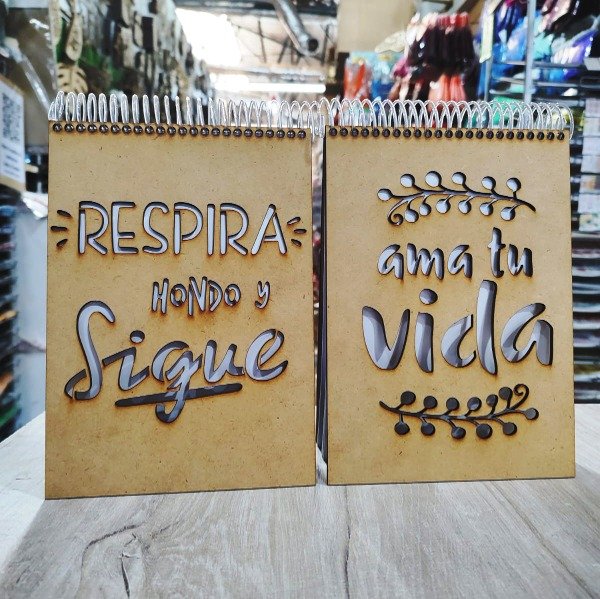 RESPIRA
HONDO y
Sigue
ama tu
vida